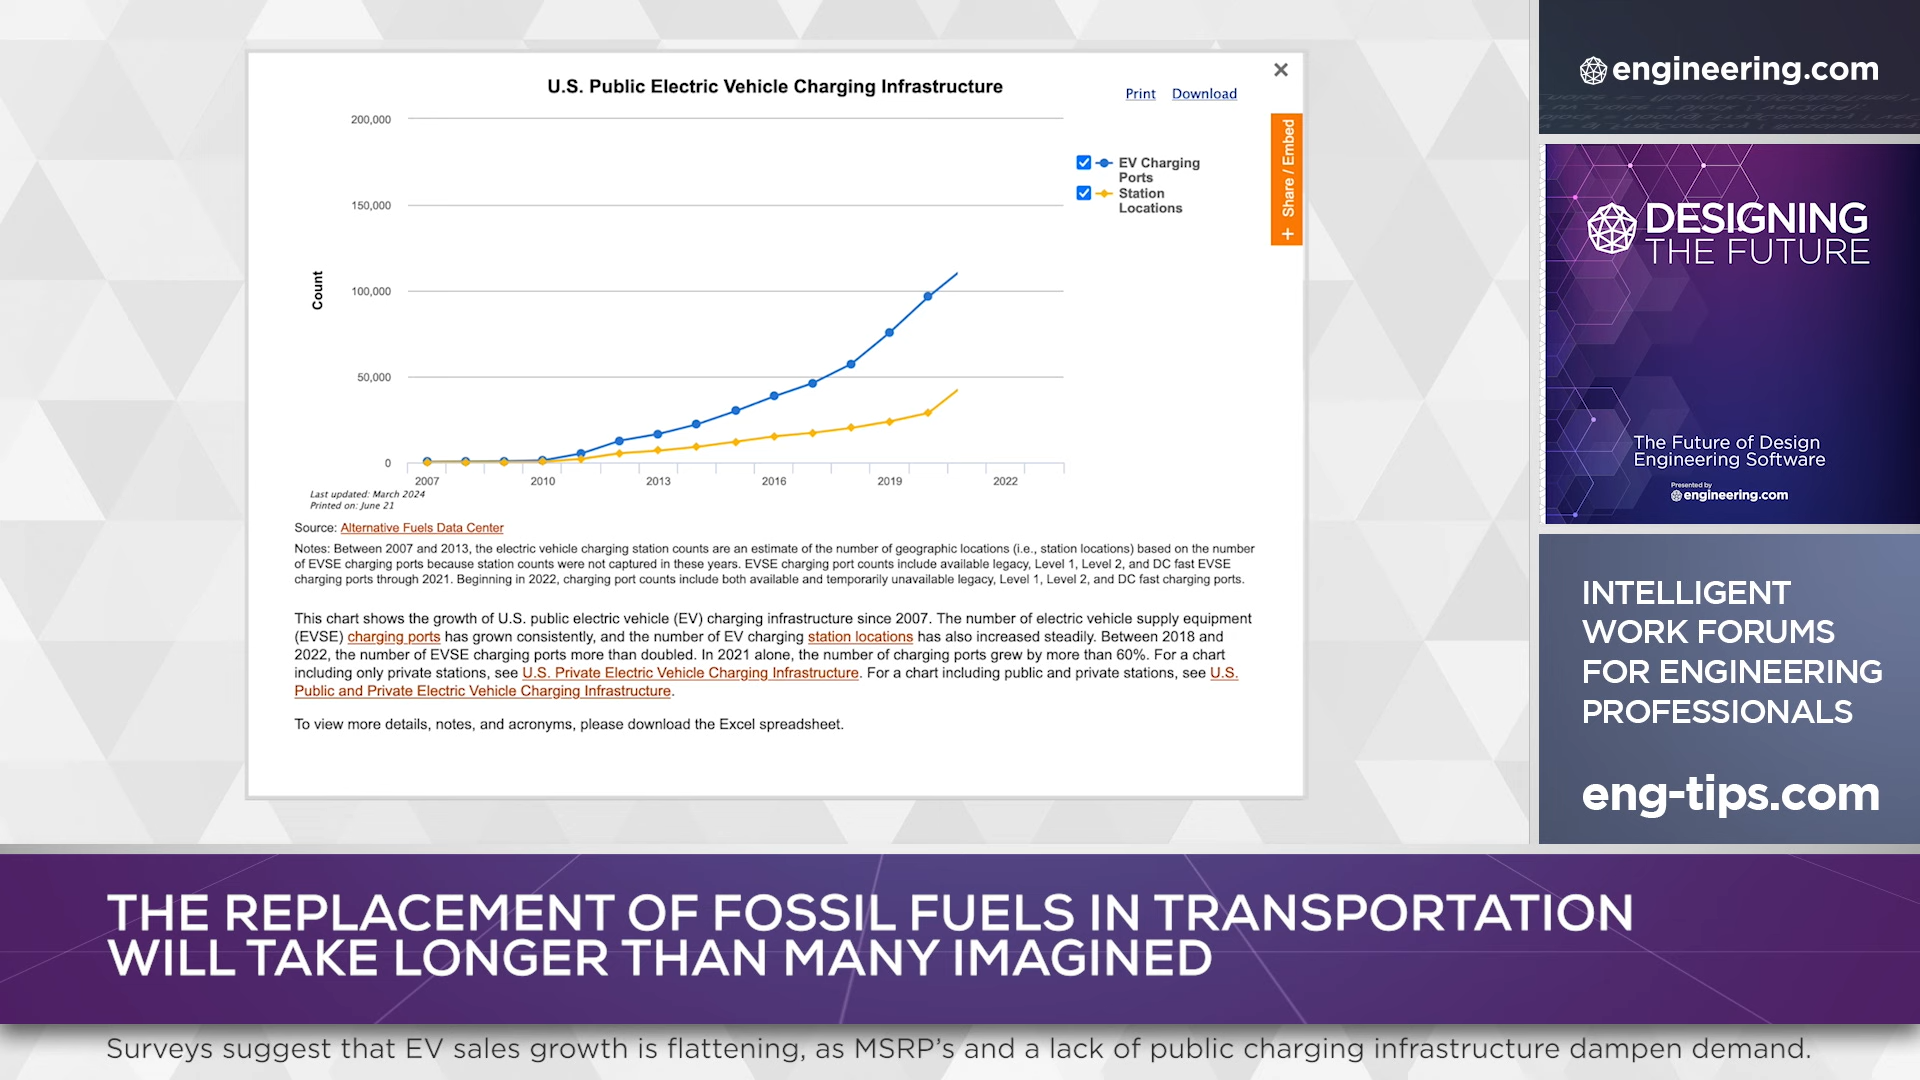 U.S. Public Electric Vehicle Charging Infrastructure
Print Download
200,000
150,000
100,000
50,000
0
Count
2007 2010 2013 2016 2019 2022
EV Charging
Ports
Station
Locations
+ Share / Embed
Last updated: March 2024
Printed on: June 21
Source: Alternative Fuels Data Center
Notes: Between 2007 and 2013, the electric vehicle charging station counts are an estimate of the number of geographic locations (i.e., station locations) based on the number
of EVSE charging ports because station counts were not captured in these years. EVSE charging port counts include available legacy, Level 1, Level 2, and DC fast EVSE
charging ports through 2021. Beginning in 2022, charging port counts include both available and temporarily unavailable legacy, Level 1, Level 2, and DC fast charging ports.
This chart shows the growth of U.S. public electric vehicle (EV) charging infrastructure since 2007. The number of electric vehicle supply equipment
(EVSE) charging ports has grown consistently, and the number of EV charging station locations has also increased steadily. Between 2018 and
2022, the number of EVSE charging ports more than doubled. In 2021 alone, the number of charging ports grew by more than 60%. For a chart
including only private stations, see U.S. Private Electric Vehicle Charging Infrastructure. For a chart including public and private stations, see U.S.
Public and Private Electric Vehicle Charging Infrastructure.
To view more details, notes, and acronyms, please download the Excel spreadsheet.
engineering.com
DESIGNING
THE FUTURE
The Future of Design
Engineering Software
Presented by
engineering.com
INTELLIGENT
WORK FORUMS
FOR ENGINEERING
PROFESSIONALS
eng-tips.com
THE REPLACEMENT OF FOSSIL FUELS IN TRANSPORTATION
WILL TAKE LONGER THAN MANY IMAGINED
Surveys suggest that EV sales growth is flattening, as MSRP's and a lack of public charging infrastructure dampen demand.